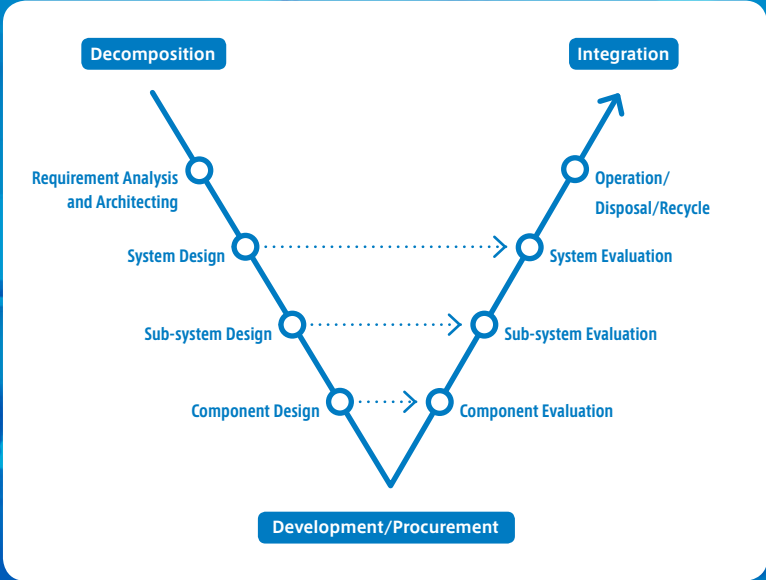 Decomposition
Integration
Requirement Analysis
and Architecting
Operation/
Disposal/Recycle
System Design
System Evaluation
Sub-system Design
Sub-system Evaluation
Component Design
Component Evaluation
Development/Procurement